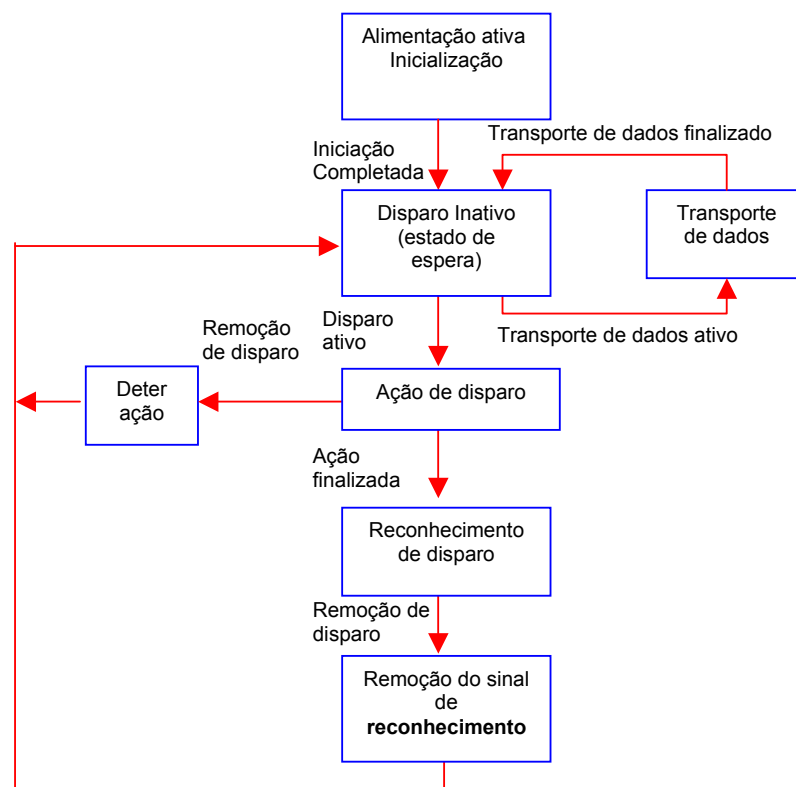 Alimentação ativa
Inicialização
Transporte de dados finalizado
Iniciação
Completada
Disparo Inativo
(estado de
espera)
Transporte
de dados
Remoção
de disparo
Disparo
ativo
Transporte de dados ativo
Deter
ação
Ação de disparo
Ação
finalizada
Reconhecimento
de disparo
Remoção de
disparo
Remoção do sinal
de
reconhecimento